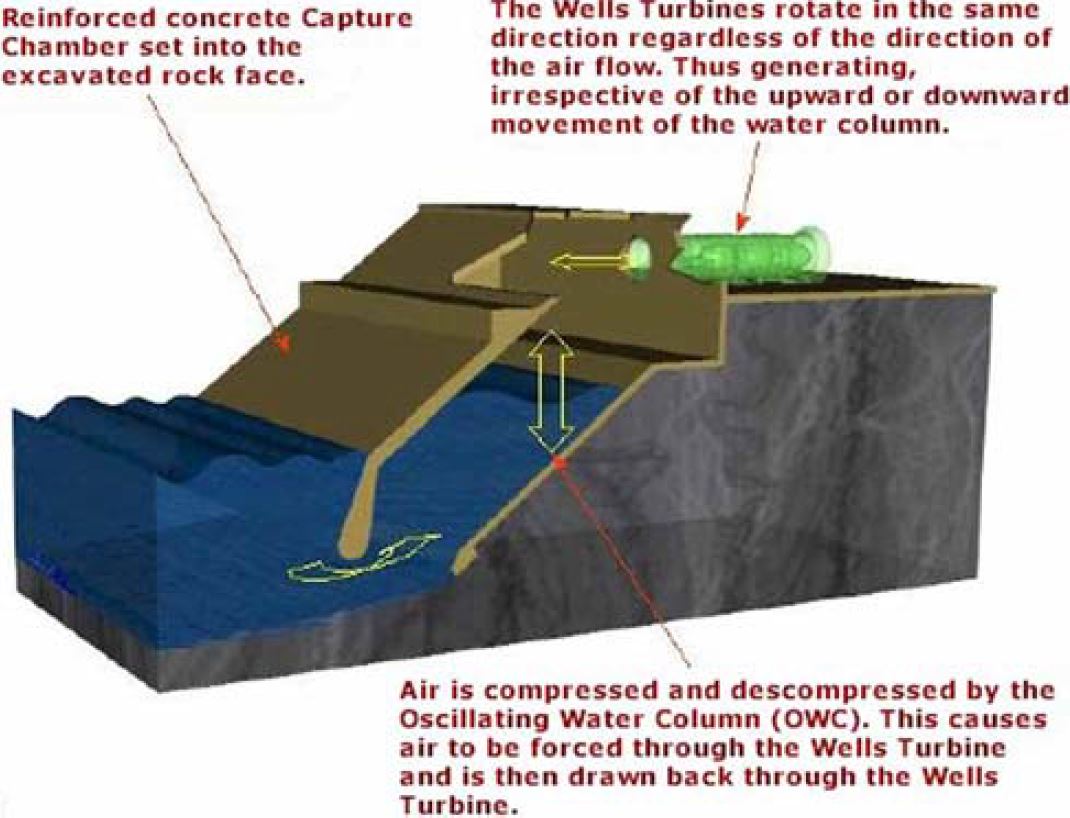 Reinforced concrete Capture
Chamber set into the
excavated rock face.
The Wells Turbines rotate in the same
direction regardless of the direction of
the air flow. Thus generating,
irrespective of the upward or downward
movement of the water column.
Air is compressed and descompressed by the
Oscillating Water Column (OWC). This causes
air to be forced through the Wells Turbine
and is then drawn back through the Wells
Turbine.